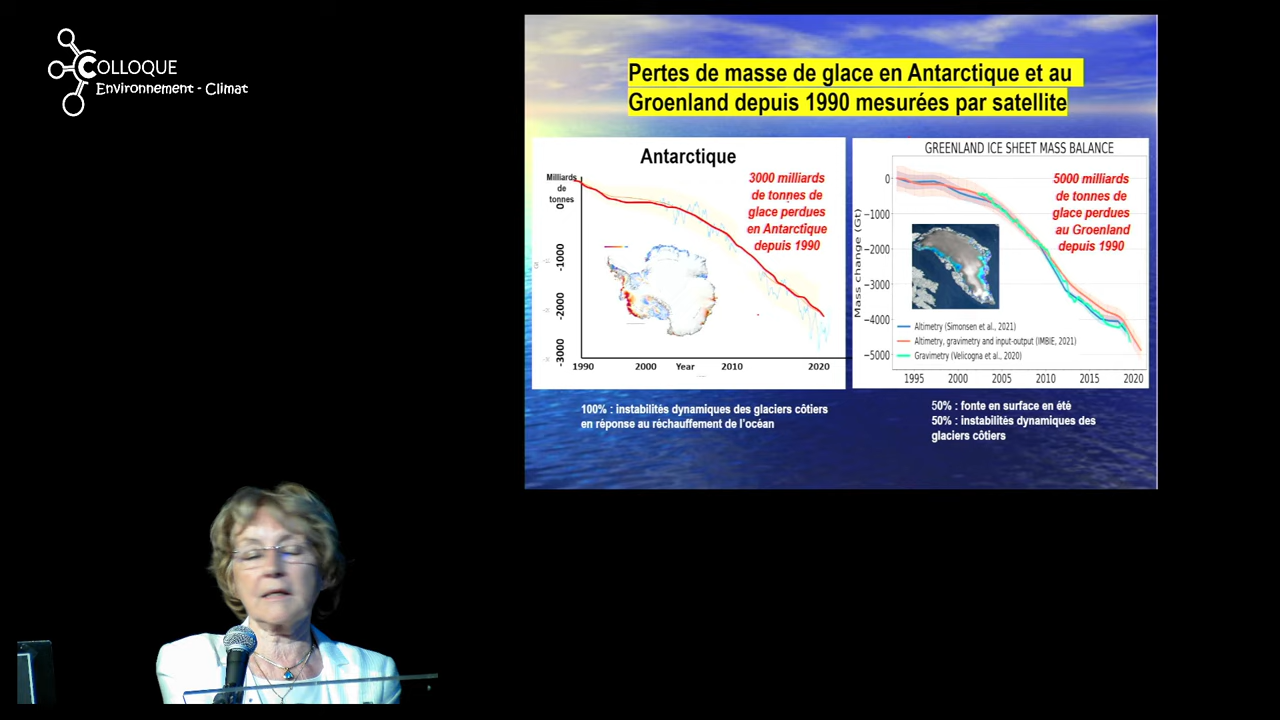 COLLOQUE
Environnement - Climat
Pertes de masse de glace en Antarctique et au
Groenland depuis 1990 mesurées par satellite
Antarctique
Milliards
de
tonnes
0
-1000
-2000
-3000
1990
2000
Year
2010
2020
3000 milliards
de tonnes de
glace perdues
en Antarctique
depuis 1990
100% : instabilités dynamiques des glaciers côtiers
en réponse au réchauffement de l'océan
GREENLAND ICE SHEET MASS BALANCE
Mass change (Gt)
0
−1000
−2000
−3000
−4000
−5000
5000 milliards
de tonnes de
glace perdues
au Groenland
depuis 1990
Altimetry (Simonsen et al., 2021)
Altimetry, gravimetry and input-output (IMBIE, 2021)
Gravimetry (Velicogna et al., 2020)
1995
2000
2005
2010
2015
2020
50% : fonte en surface en été
50% : instabilités dynamiques des
glaciers côtiers